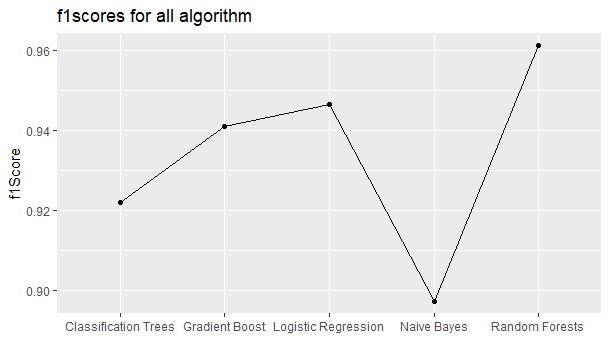 f1scores for all algorithm
f1Score
0.96
0.94
0.92
0.90
Classification Trees Gradient Boost Logistic Regression Naive Bayes Random Forests